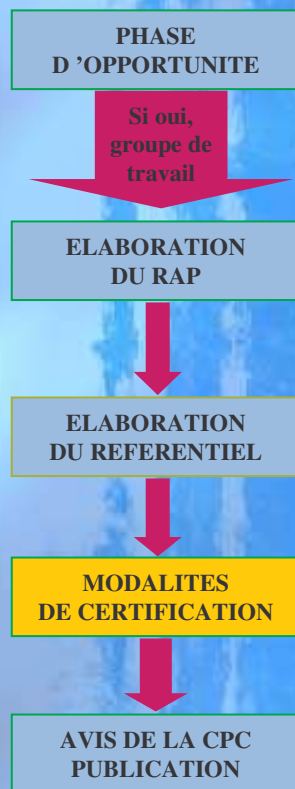 PHASE
D ’OPPORTUNITE
Si oui,
groupe de
travail
ELABORATION
DU RAP
ELABORATION
DU REFERENTIEL
MODALITES
DE CERTIFICATION
AVIS DE LA CPC
PUBLICATION